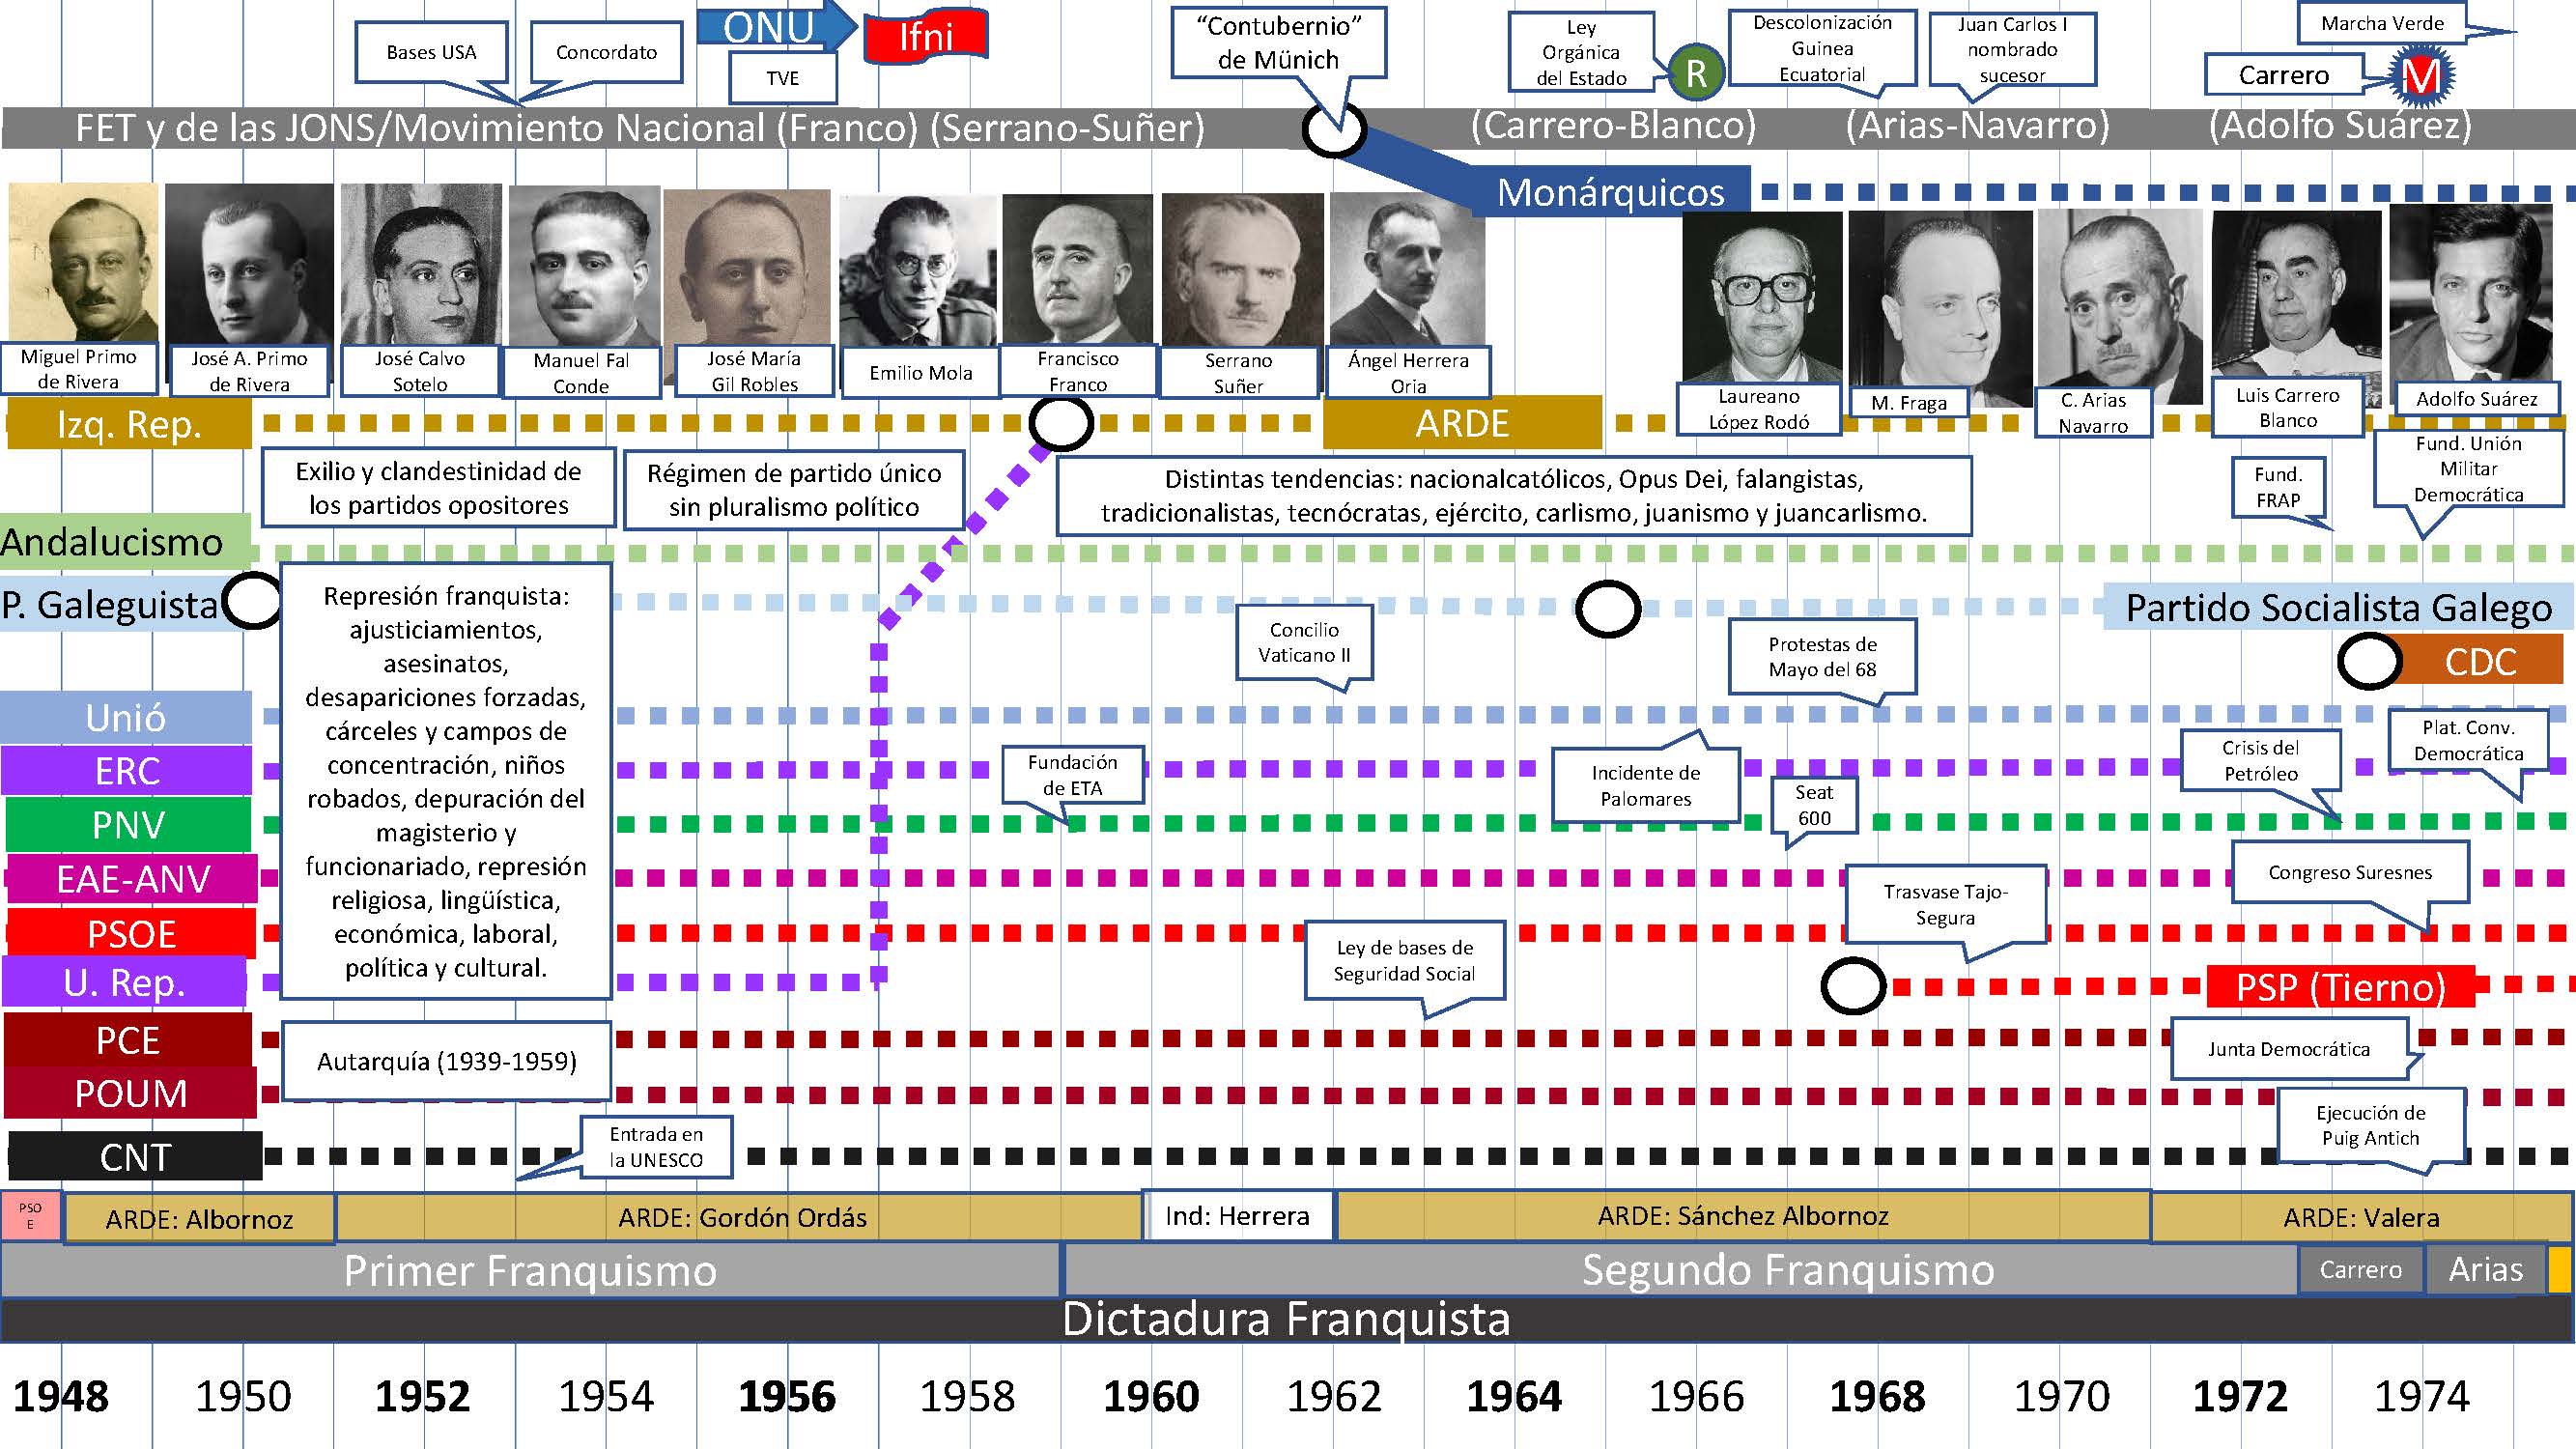 Bases USA
Concordato
ONU
TVE
Ifni
“Contubernio”
de Münich
Ley
Orgánica
del Estado
R
Descolonización
Guinea
Ecuatorial
Juan Carlos I
nombrado
sucesor
Marcha Verde
Carrero
M
FET y de las JONS/Movimiento Nacional (Franco) (Serrano-Suñer)
(Carrero-Blanco)
(Arias-Navarro)
(Adolfo Suárez)
Monárquicos
Miguel Primo
de Rivera
José A. Primo
de Rivera
José Calvo
Sotelo
Manuel Fal
Conde
José María
Gil Robles
Emilio Mola
Francisco
Franco
Serrano
Suñer
Ángel Herrera
Oria
Laureano
López Rodó
M. Fraga
C. Arias
Navarro
Luis Carrero
Blanco
Adolfo Suárez
Izq. Rep.
ARDE
Exilio y clandestinidad de
los partidos opositores
Régimen de partido único
sin pluralismo político
Distintas tendencias: nacionalcatólicos, Opus Dei, falangistas,
tradicionalistas, tecnócratas, ejército, carlismo, juanismo y juancarlismo.
Fund.
FRAP
Fund. Unión
Militar
Democrática
Andalucismo
P. Galeguista
Represión franquista:
ajusticiamientos,
asesinatos,
desapariciones forzadas,
cárceles y campos de
concentración, niños
robados, depuración del
magisterio y
funcionariado, represión
religiosa, lingüística,
económica, laboral,
política y cultural.
Partido Socialista Galego
Concilio
Vaticano II
Protestas de
Mayo del 68
CDC
Unió
ERC
Fundación
de ETA
Incidente de
Palomares
Seat
600
Crisis del
Petróleo
Plat. Conv.
Democrática
PNV
EAE-ANV
Trasvase Tajo-
Segura
Congreso Suresnes
PSOE
Ley de bases de
Seguridad Social
U. Rep.
PSP (Tierno)
PCE
Autarquía (1939-1959)
Junta Democrática
POUM
Ejecución de
Puig Antich
CNT
Entrada en
la UNESCO
PSO
E
ARDE: Albornoz
ARDE: Gordón Ordás
Ind: Herrera
ARDE: Sánchez Albornoz
ARDE: Valera
Primer Franquismo
Segundo Franquismo
Carrero
Arias
Dictadura Franquista
1948 1950 1952 1954 1956 1958 1960 1962 1964 1966 1968 1970 1972 1974